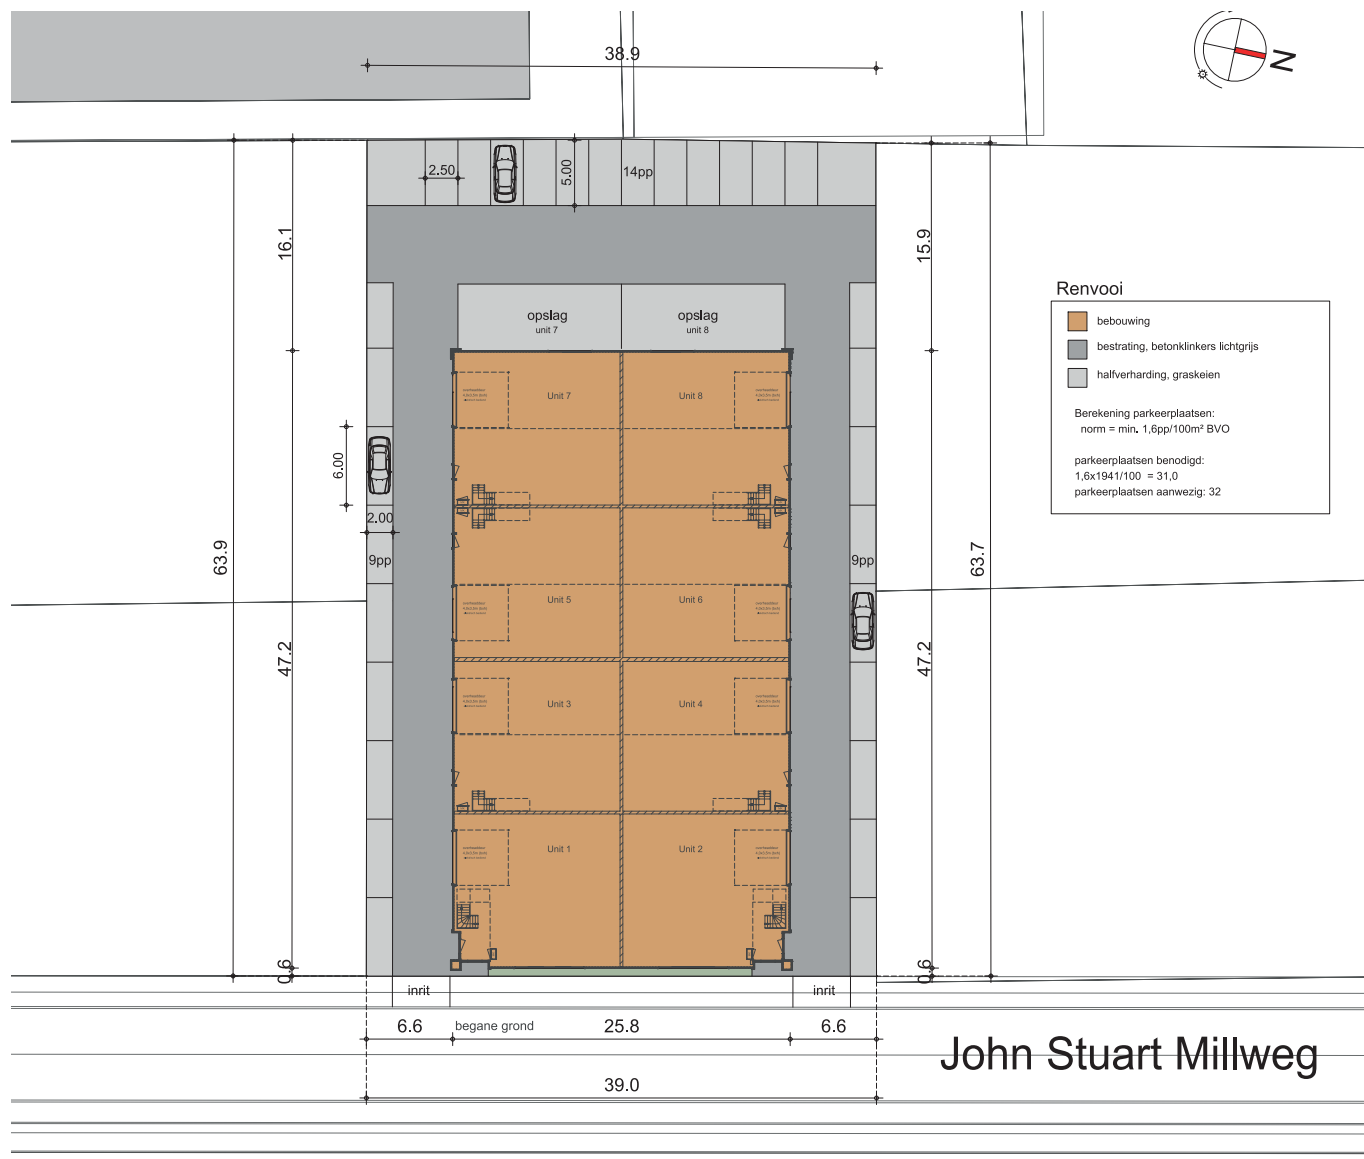 38.9
N
2.50
5.00
14pp
16.1
15.9
Renvooi
bebouwing
bestrating, betonklinkers lichtgrijs
halfverharding, graskeien
Berekening parkeerplaatsen:
norm = min. 1,6pp/100m² BVO
parkeerplaatsen benodigd:
1,6x1941/100 = 31,0
parkeerplaatsen aanwezig: 32
opslag
unit 7
opslag
unit 8
Unit 7
Unit 8
6.00
2.00
9pp
9pp
63.9
63.7
Unit 5
Unit 6
47.2
47.2
Unit 3
Unit 4
Unit 1
Unit 2
0.6
0.6
inrit
inrit
6.6
begane grond
25.8
6.6
John Stuart Millweg
39.0